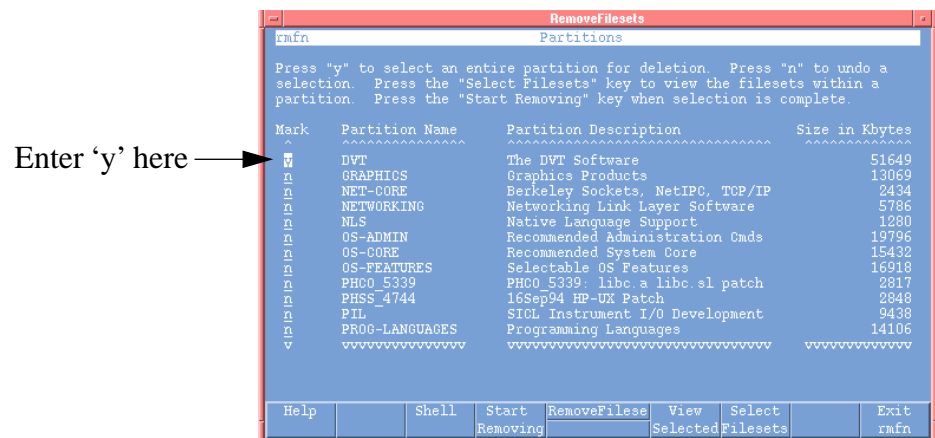 RemoveFilesets
rmfn Partitions
Press "y" to select an entire partition for deletion. Press "n" to undo a
selection. Press the "Select Filesets" key to view the filesets within a
partition. Press the "Start Removing" key when selection is complete.
Mark Partition Name Partition Description Size in Kbytes
^ ^^^^^^^^^^^^^^^ ^^^^^^^^^^^^^^^^^^^^^^^^^^^^^^^^ ^^^^^^^^^^^^^
Enter ‘y’ here
y DVT The DVT Software 51649
n GRAPHICS Graphics Products 13069
n NET-CORE Berkeley Sockets, NetIPC, TCP/IP 2434
n NETWORKING Networking Link Layer Software 5786
n NLS Native Language Support 1280
n OS-ADMIN Recommended Administration Cmds 19796
n OS-CORE Recommended System Core 15432
n OS-FEATURES Selectable OS Features 16918
n PHCO_5339 PHCO_5339: libc.a libc.sl patch 2817
n PHSS_4744 16Sep94 HP-UX Patch 2848
n PIL SICL Instrument I/O Development 9438
n PROG-LANGUAGES Programming Languages 14106
v vvvvvvvvvvvvvvv vvvvvvvvvvvvvvvvvvvvvvvvvvvvvvvv vvvvvvvvvvvvv
Help Shell Start RemoveFilese View Select Exit
Removing Selected Filesets rmfn